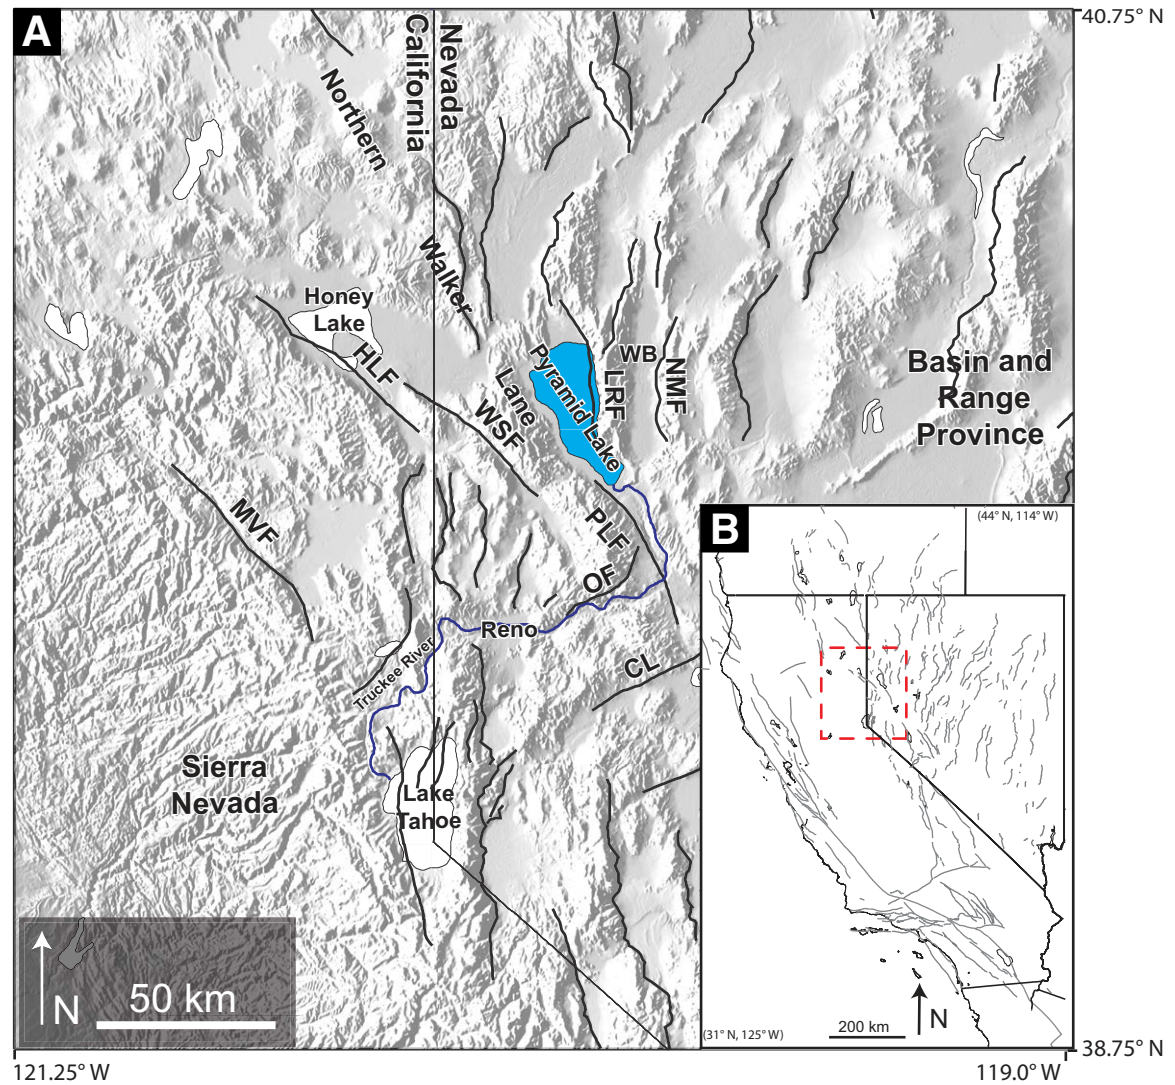 A
40.75° N
Nevada
California
Northern
Walker
Lane
Honey
Lake
HLF
WSF
Pyramid Lake
LRF
WB
NMF
Basin and
Range
Province
MVF
PLF
OF
Reno
Truckee River
CL
Sierra
Nevada
Lake
Tahoe
N
50 km
B
(44° N, 114° W)
(31° N, 125° W)
200 km
N
38.75° N
121.25° W
119.0° W